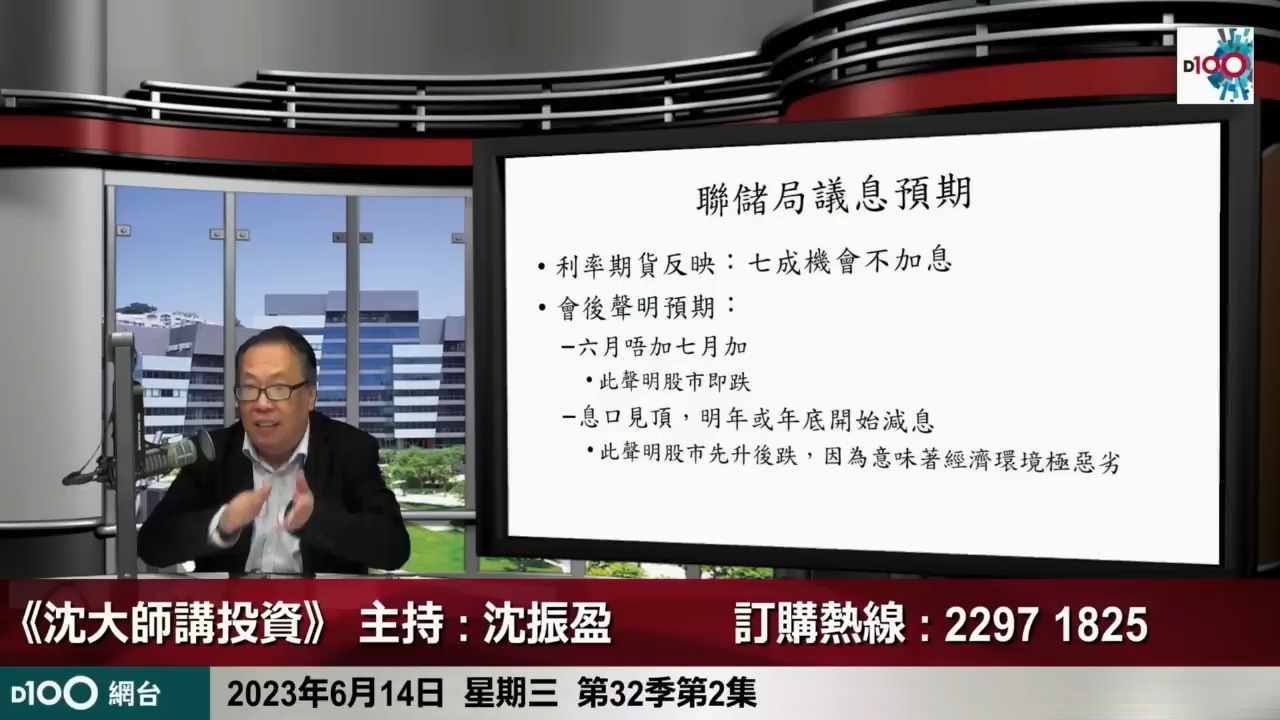 D100
聯儲局議息預期
• 利率期貨反映：七成機會不加息
• 會後聲明預期：
–六月唔加七月加
• 此聲明股市即跌
–息口見頂，明年或年底開始減息
• 此聲明股市先升後跌，因為意味著經濟環境極惡劣
《沈大師講投資》 主持 : 沈振盈 訂購熱線 : 2297 1825
D100 網台 2023年6月14日 星期三 第32季第2集